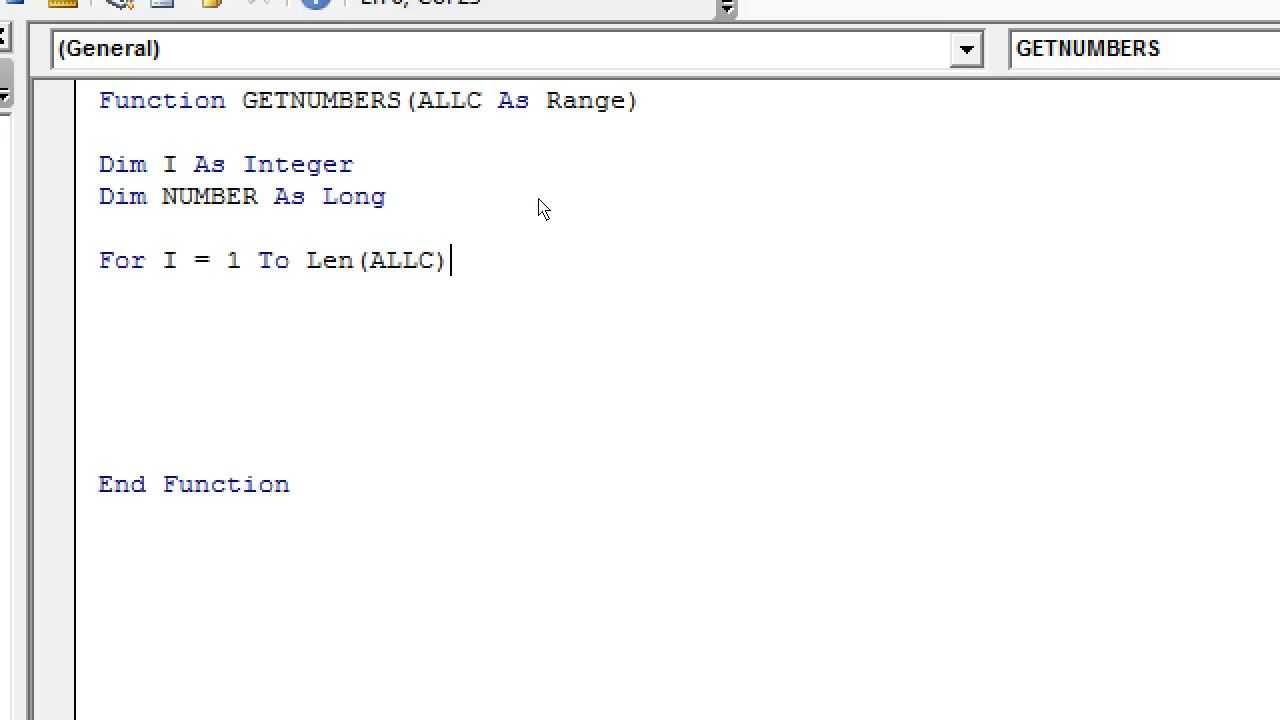 (General)
GETNUMBERS
Function GETNUMBERS(ALLC As Range)
Dim I As Integer
Dim NUMBER As Long
For I = 1 To Len(ALLC)
End Function